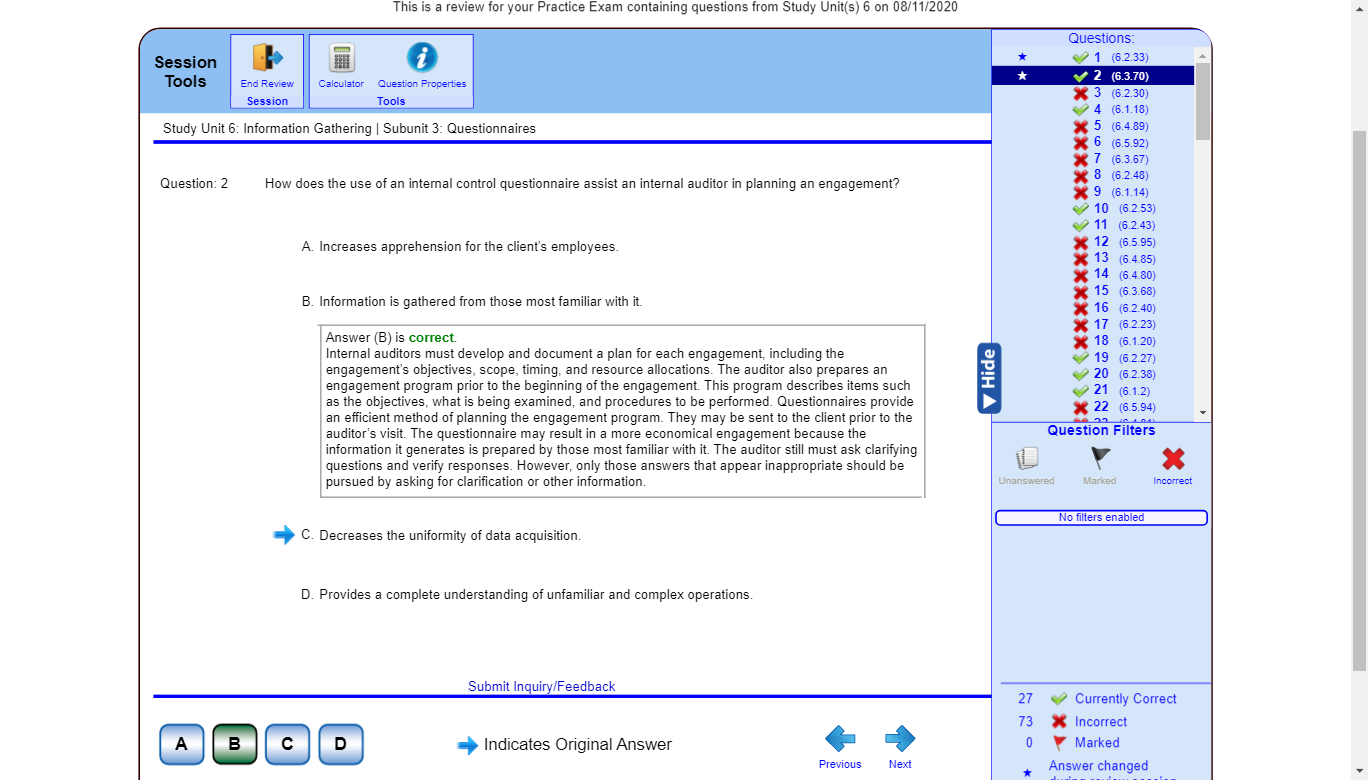 This is a review for your Practice Exam containing questions from Study Unit(s) 6 on 08/11/2020
Session
Tools
End Review
Session
Calculator
Question Properties
Tools
Study Unit 6: Information Gathering | Subunit 3: Questionnaires
Question: 2
How does the use of an internal control questionnaire assist an internal auditor in planning an engagement?
A. Increases apprehension for the client's employees.
B. Information is gathered from those most familiar with it.
Answer (B) is correct.
Internal auditors must develop and document a plan for each engagement, including the
engagement's objectives, scope, timing, and resource allocations. The auditor also prepares an
engagement program prior to the beginning of the engagement. This program describes items such
as the objectives, what is being examined, and procedures to be performed. Questionnaires provide
an efficient method of planning the engagement program. They may be sent to the client prior to the
auditor's visit. The questionnaire may result in a more economical engagement because the
information it generates is prepared by those most familiar with it. The auditor still must ask clarifying
questions and verify responses. However, only those answers that appear inappropriate should be
pursued by asking for clarification or other information.
C. Decreases the uniformity of data acquisition.
D. Provides a complete understanding of unfamiliar and complex operations.
Submit Inquiry/Feedback
A
B
C
D
Indicates Original Answer
Previous
Next
Hide
Questions:
1 (6.2.33)
2 (6.3.70)
3 (6.2.30)
4 (6.1.18)
5 (6.4.89)
6 (6.5.92)
7 (6.3.67)
8 (6.2.48)
9 (6.1.14)
10 (6.2.53)
11 (6.2.43)
12 (6.5.95)
13 (6.4.85)
14 (6.4.80)
15 (6.3.68)
16 (6.2.40)
17 (6.2.23)
18 (6.1.20)
19 (6.2.27)
20 (6.2.38)
21 (6.1.2)
22 (6.5.94)
Question Filters
Unanswered
Marked
Incorrect
No filters enabled
27 Currently Correct
73 Incorrect
0 Marked
Answer changed
during review session